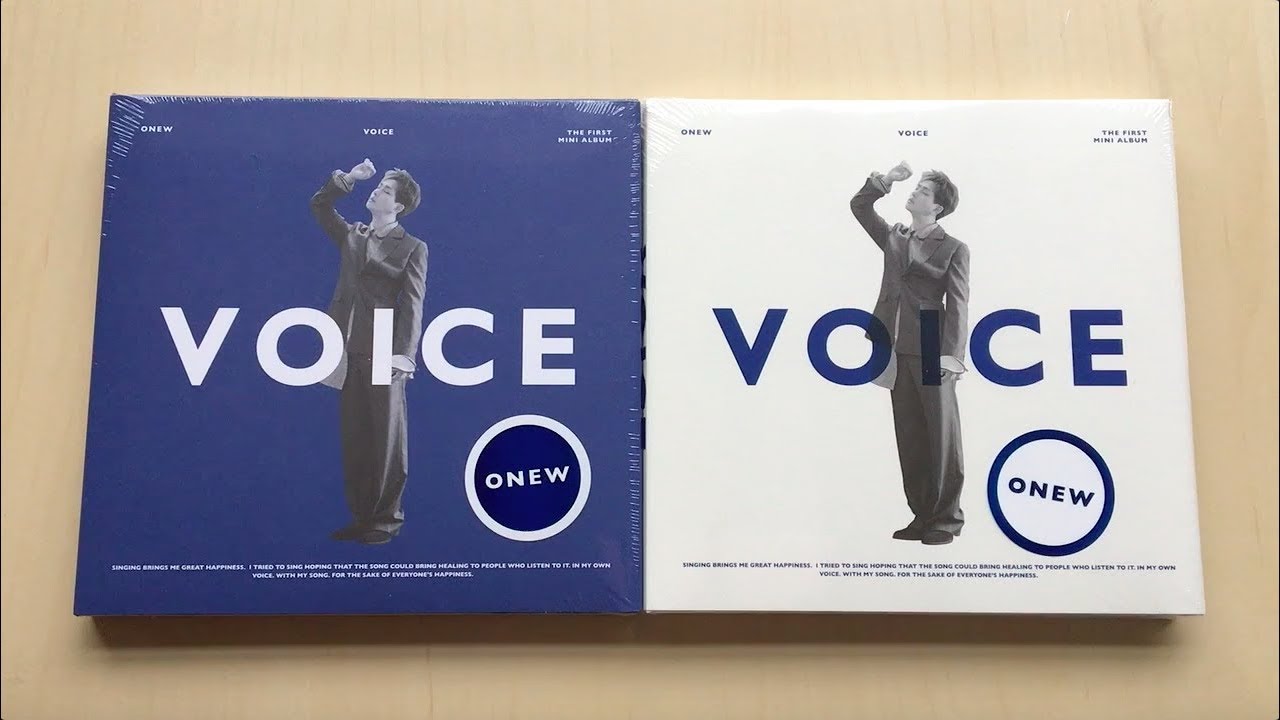 ONEW
VOICE
THE FIRST
MINI ALBUM
VOICE
ONEW
SINGING BRINGS ME GREAT HAPPINESS. I TRIED TO SING HOPING THAT THE SONG COULD BRING HEALING TO PEOPLE WHO LISTEN TO IT. IN MY OWN
VOICE. WITH MY SONG. FOR THE SAKE OF EVERYONE'S HAPPINESS.
ONEW
VOICE
THE FIRST
MINI ALBUM
VOICE
ONEW
SINGING BRINGS ME GREAT HAPPINESS. I TRIED TO SING HOPING THAT THE SONG COULD BRING HEALING TO PEOPLE WHO LISTEN TO IT. IN MY OWN
VOICE. WITH MY SONG. FOR THE SAKE OF EVERYONE'S HAPPINESS.